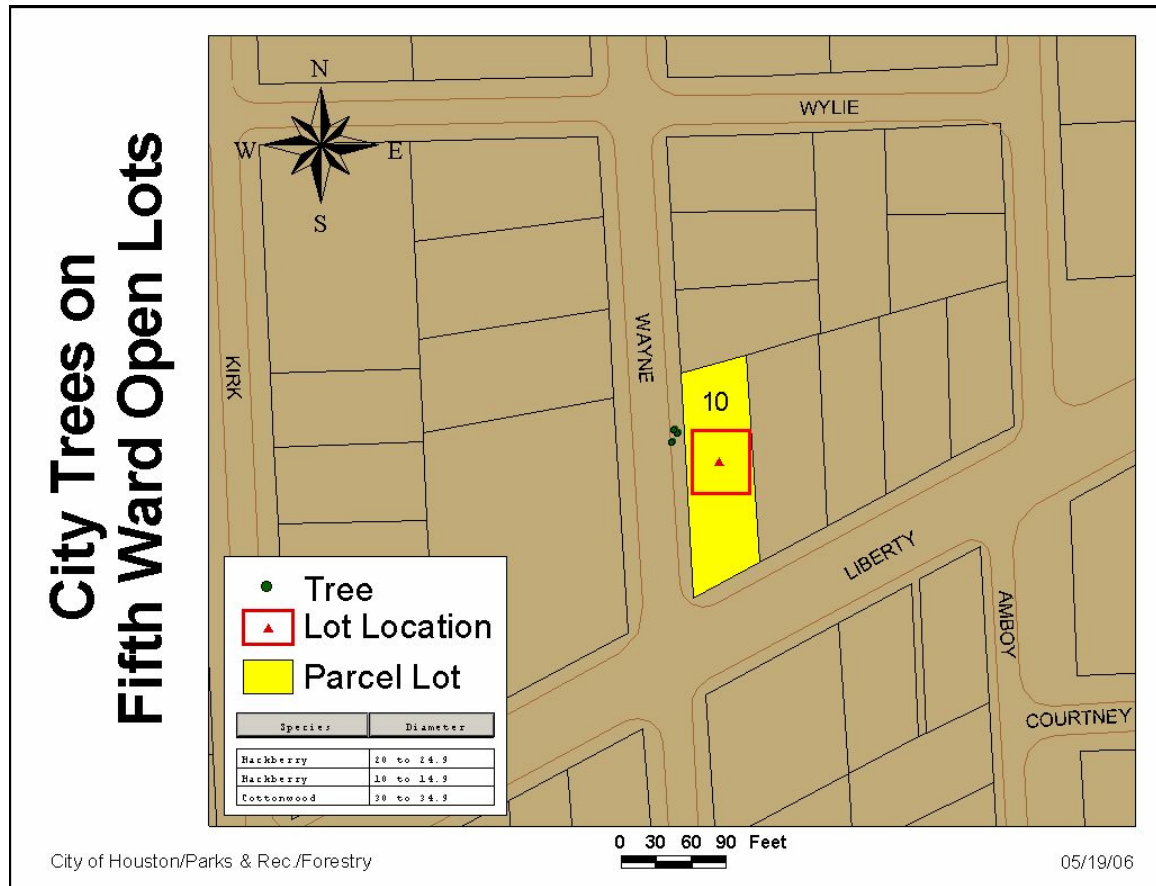 City Trees on
Fifth Ward Open Lots
N
W
E
S
WYLIE
KIRK
WAYNE
10
LIBERTY
AMBOY
COURTNEY
Tree
Lot Location
Parcel Lot
Species Diameter
Hackberry 20 to 24.9
Hackberry 10 to 14.9
Cottonwood 30 to 34.9
0 30 60 90 Feet
City of Houston/Parks & Rec./Forestry
05/19/06